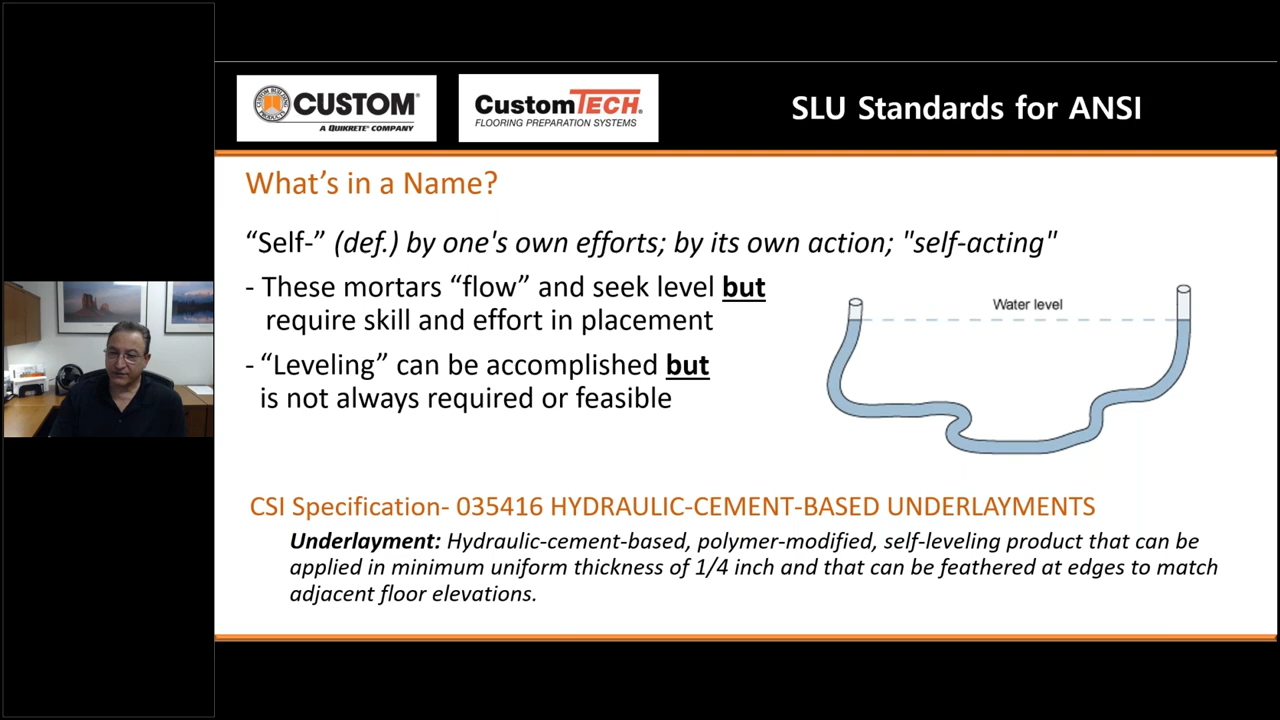 CUSTOM®
A QUIKRETE® COMPANY
CustomTECH®
FLOORING PREPARATION SYSTEMS
SLU Standards for ANSI
What’s in a Name?
“Self-” (def.) by one's own efforts; by its own action; "self-acting"
- These mortars “flow” and seek level but
require skill and effort in placement
- “Leveling” can be accomplished but
is not always required or feasible
Water level
CSI Specification- 035416 HYDRAULIC-CEMENT-BASED UNDERLAYMENTS
Underlayment: Hydraulic-cement-based, polymer-modified, self-leveling product that can be
applied in minimum uniform thickness of 1/4 inch and that can be feathered at edges to match
adjacent floor elevations.